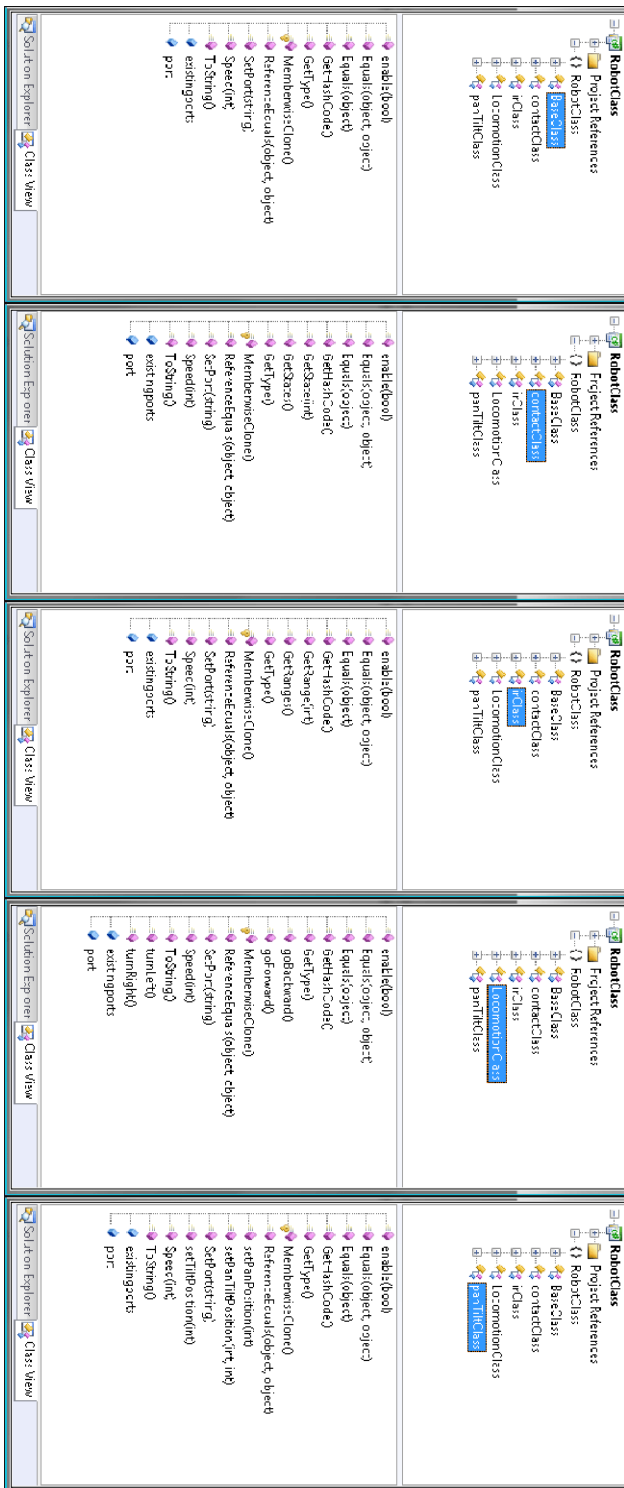 RobotClass
Project References
{} RobotClass
BaseClass
contactClass
irClass
LocomotionClass
panTiltClass
enable(bool)
Equals(object, object)
Equals(object)
GetHashCode()
GetType()
MemberwiseClone()
ReferenceEquals(object, object)
SetPort(string)
Speed(int)
ToString()
existingports
port
Solution Explorer
Class View
RobotClass
Project References
{} RobotClass
BaseClass
contactClass
irClass
LocomotionClass
panTiltClass
enable(bool)
Equals(object, object)
Equals(object)
GetHashCode()
GetState(int)
GetStates()
GetType()
MemberwiseClone()
ReferenceEquals(object, object)
SetPort(string)
Speed(int)
ToString()
existingports
port
Solution Explorer
Class View
RobotClass
Project References
{} RobotClass
BaseClass
contactClass
irClass
LocomotionClass
panTiltClass
enable(bool)
Equals(object, object)
Equals(object)
GetHashCode()
GetRange(int)
GetRanges()
GetType()
MemberwiseClone()
ReferenceEquals(object, object)
SetPort(string)
Speed(int)
ToString()
existingports
port
Solution Explorer
Class View
RobotClass
Project References
{} RobotClass
BaseClass
contactClass
irClass
LocomotionClass
panTiltClass
enable(bool)
Equals(object, object)
Equals(object)
GetHashCode()
GetType()
goBackward()
goForward()
MemberwiseClone()
ReferenceEquals(object, object)
SetPort(string)
Speed(int)
ToString()
turnLeft()
turnRight()
existingports
port
Solution Explorer
Class View
RobotClass
Project References
{} RobotClass
BaseClass
contactClass
irClass
LocomotionClass
panTiltClass
enable(bool)
Equals(object, object)
Equals(object)
GetHashCode()
GetType()
MemberwiseClone()
ReferenceEquals(object, object)
setPanPosition(int)
setPanTiltPosition(int, int)
SetPort(string)
setTiltPosition(int)
Speed(int)
ToString()
existingports
port
Solution Explorer
Class View